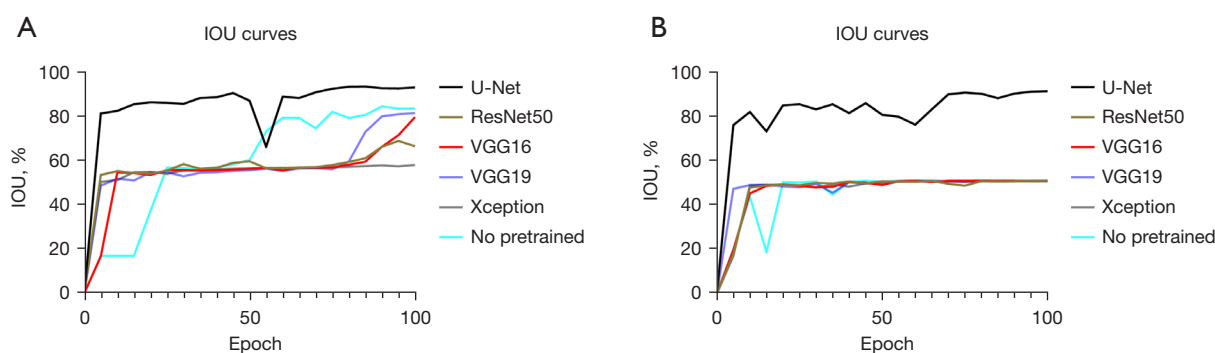 A
IOU curves
IOU, %
100
80
60
40
20
0
0
50
100
Epoch
U-Net
ResNet50
VGG16
VGG19
Xception
No pretrained
B
IOU curves
IOU, %
100
80
60
40
20
0
0
50
100
Epoch
U-Net
ResNet50
VGG16
VGG19
Xception
No pretrained